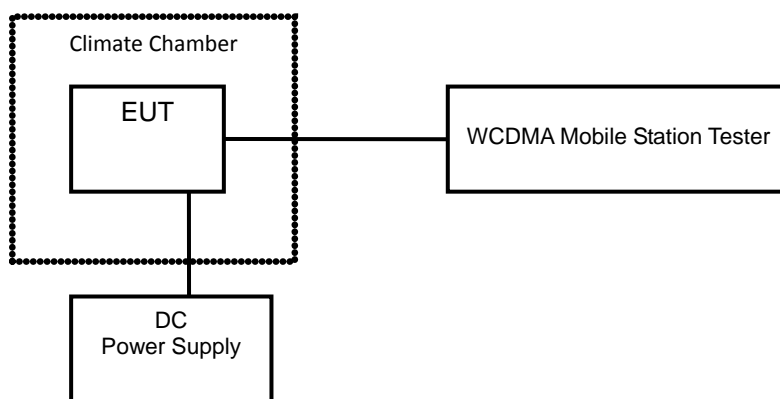 Climate Chamber
EUT
WCDMA Mobile Station Tester
DC
Power Supply